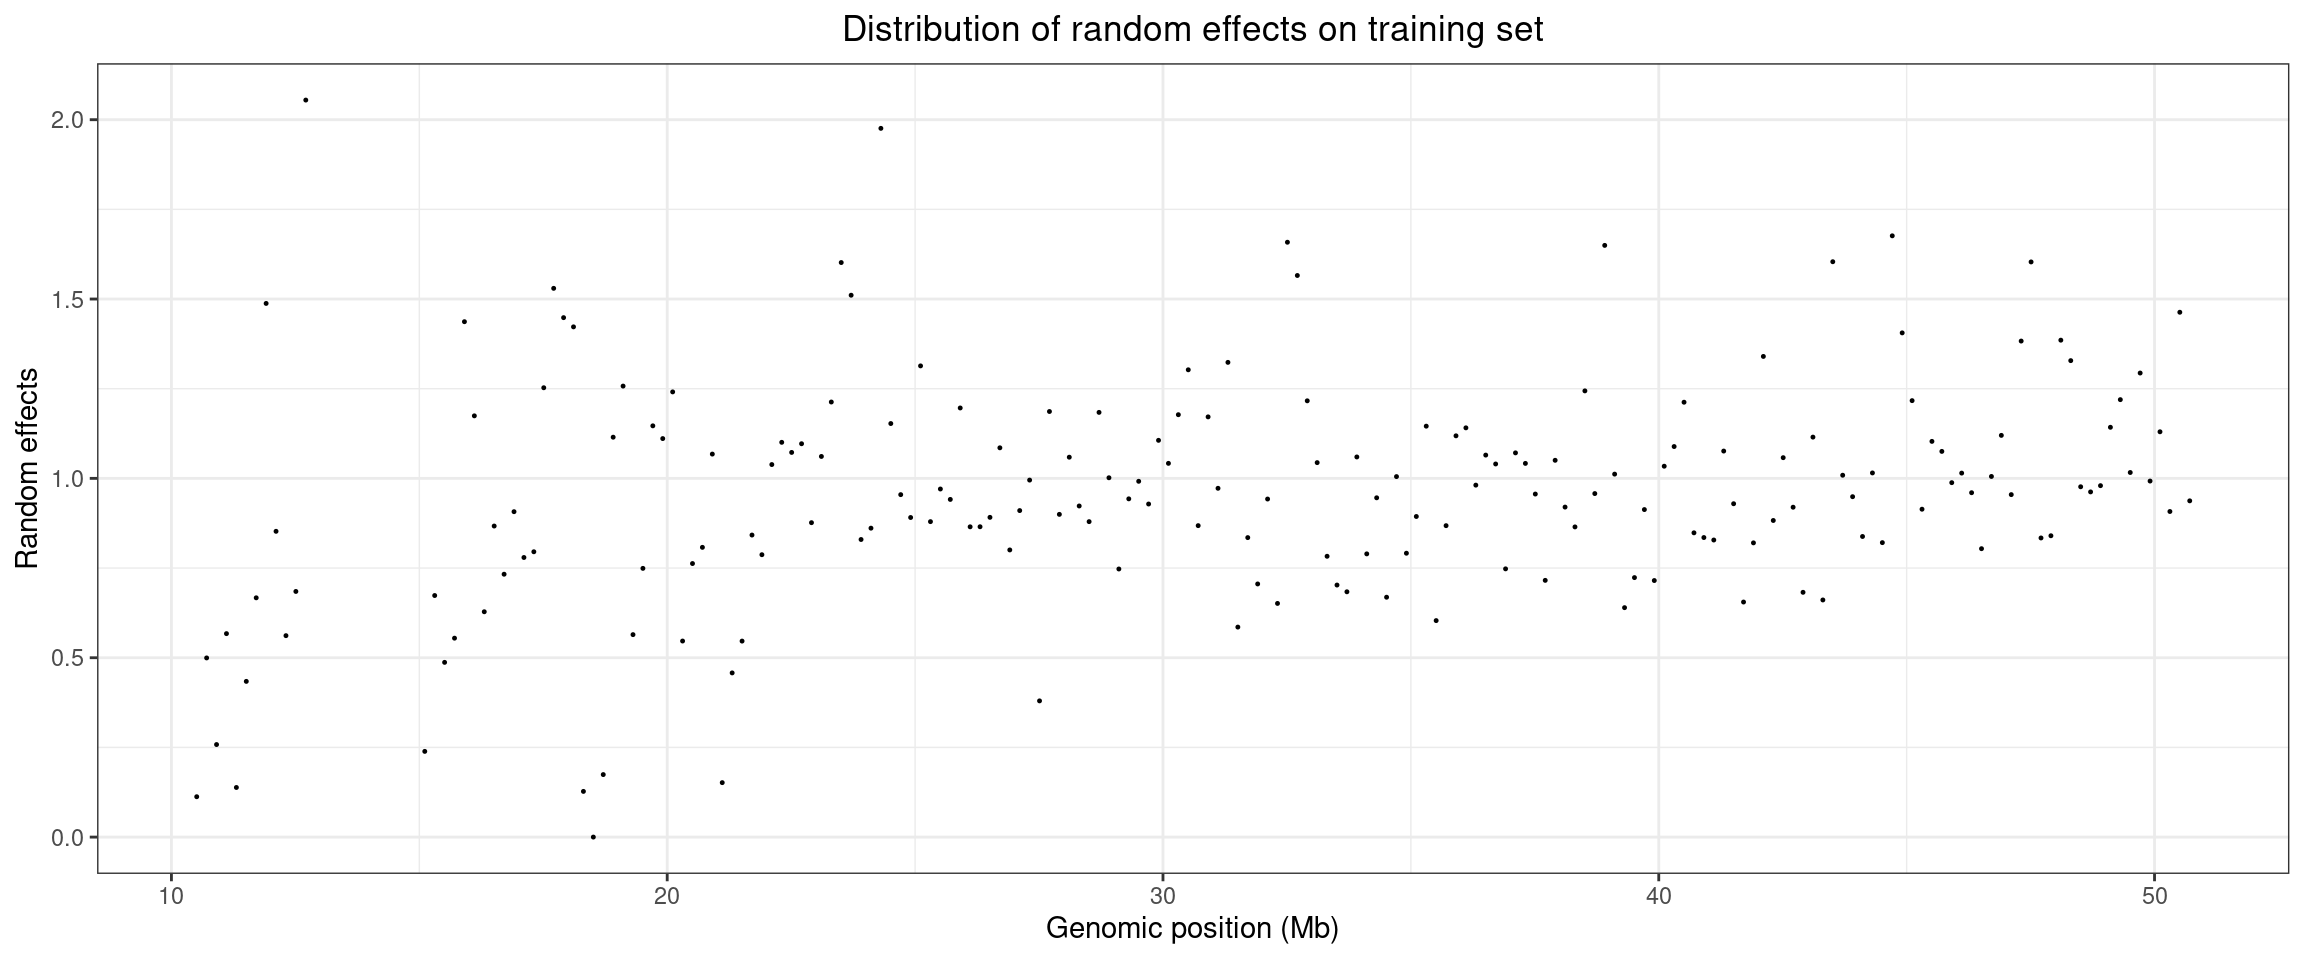 Distribution of random effects on training set
Random effects
2.0
1.5
1.0
0.5
0.0
10 20 30 40 50
Genomic position (Mb)